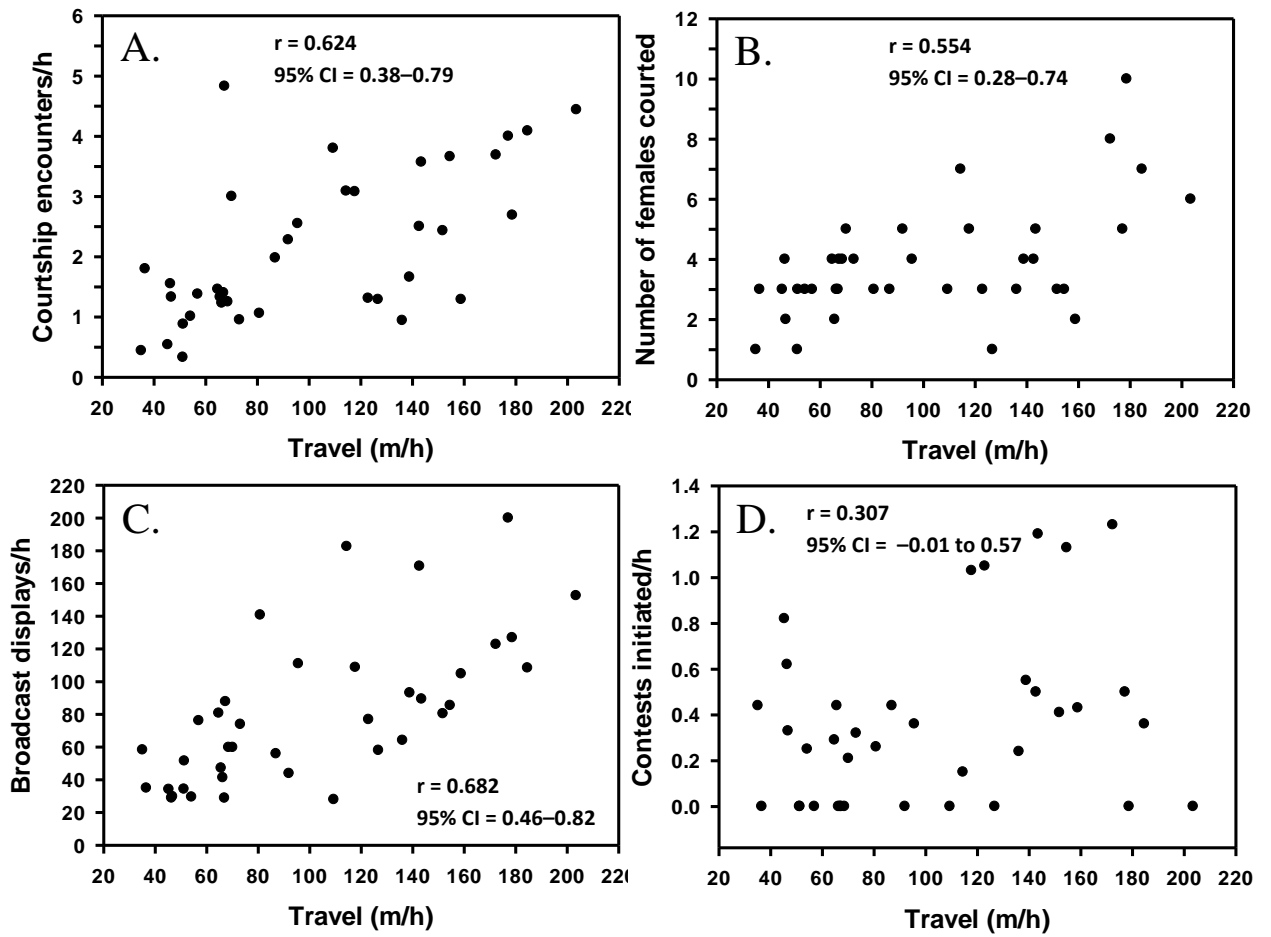 A.
r = 0.624
95% CI = 0.38–0.79
Courtship encounters/h
6
5
4
3
2
1
0
20 40 60 80 100 120 140 160 180 200 22
Travel (m/h)
B.
r = 0.554
95% CI = 0.28–0.74
Number of females courted
12
10
8
6
4
2
0
20 40 60 80 100 120 140 160 180 200 220
Travel (m/h)
C.
r = 0.682
95% CI = 0.46–0.82
Broadcast displays/h
220
200
180
160
140
120
100
80
60
40
20
0
20 40 60 80 100 120 140 160 180 200 22
Travel (m/h)
D.
r = 0.307
95% CI = –0.01 to 0.57
Contests initiated/h
1.4
1.2
1.0
0.8
0.6
0.4
0.2
0.0
20 40 60 80 100 120 140 160 180 200 220
Travel (m/h)